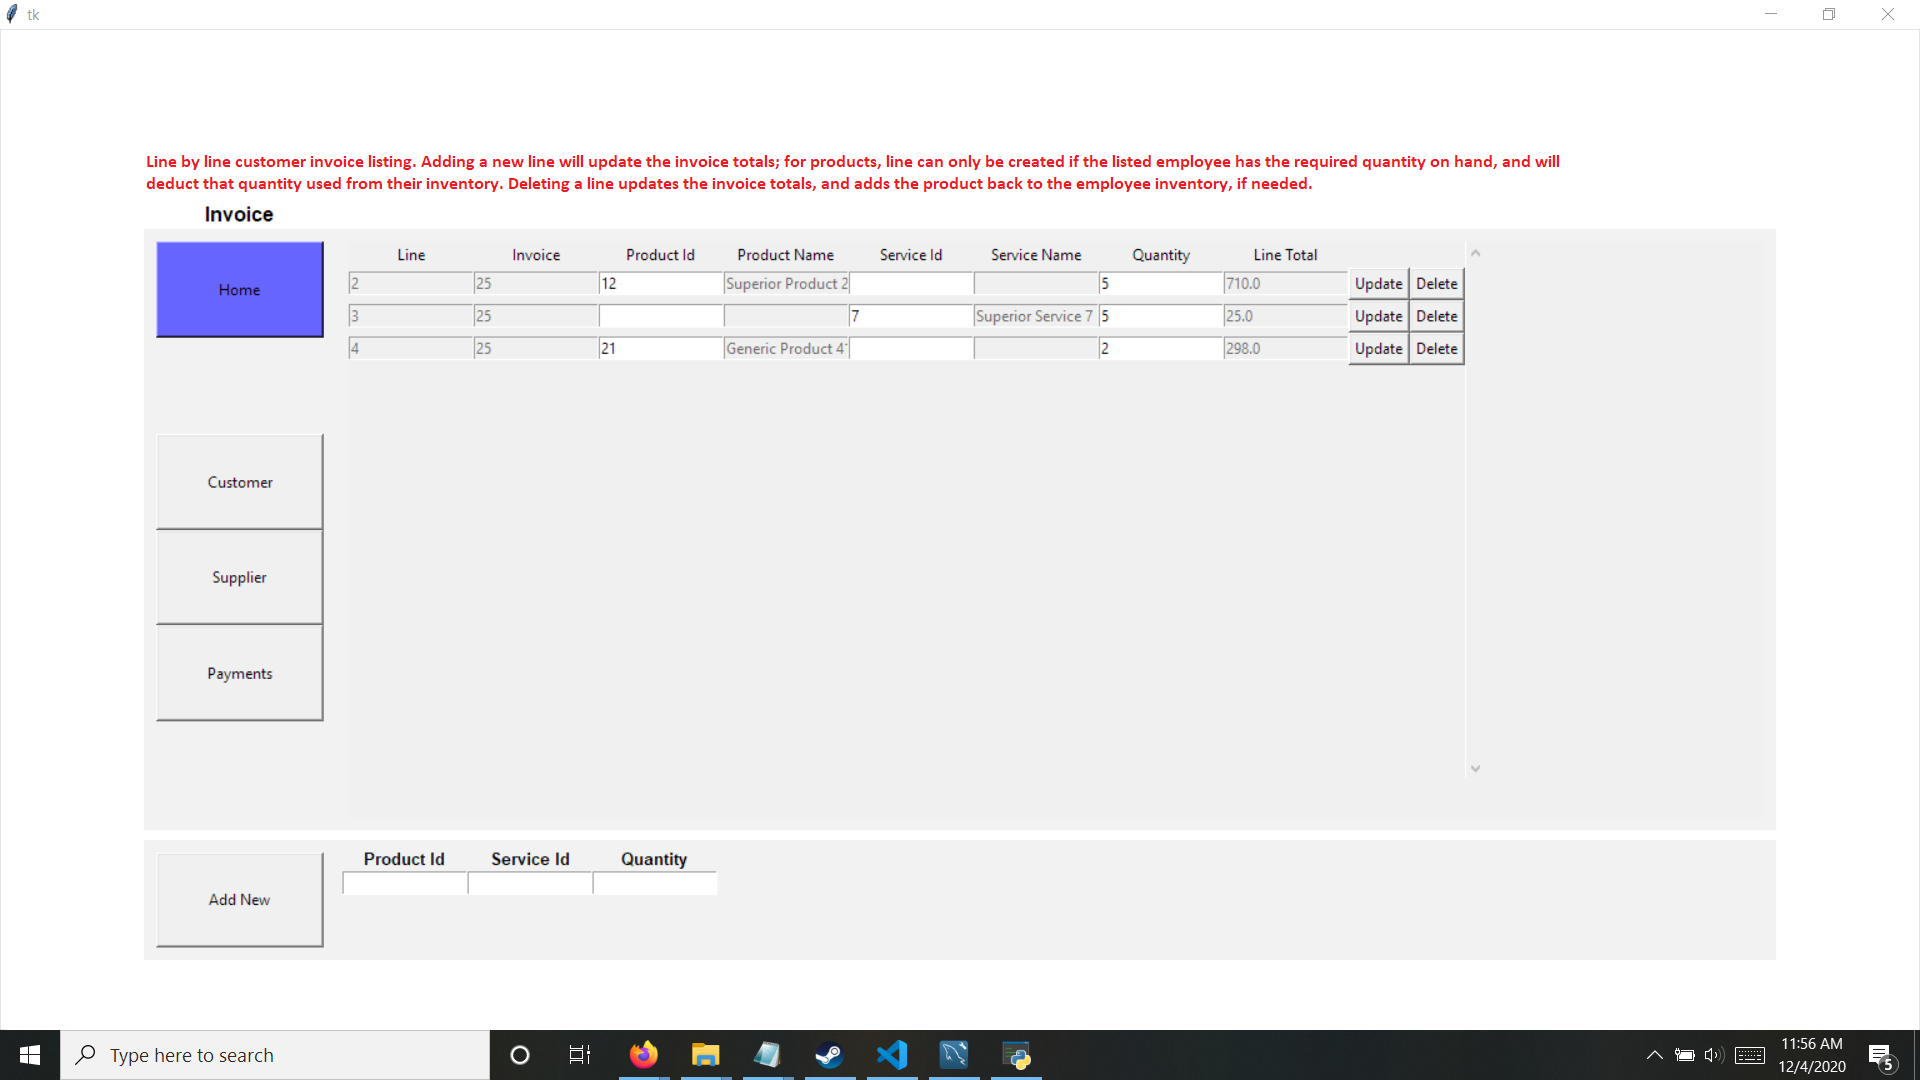 tk
Line by line customer invoice listing. Adding a new line will update the invoice totals; for products, line can only be created if the listed employee has the required quantity on hand, and will
deduct that quantity used from their inventory. Deleting a line updates the invoice totals, and adds the product back to the employee inventory, if needed.
Invoice
Home
Line Invoice Product Id Product Name Service Id Service Name Quantity Line Total
2 25 12 Superior Product 2 5 710.0 Update Delete
3 25 7 Superior Service 7 5 25.0 Update Delete
4 25 21 Generic Product 2 298.0 Update Delete
Customer
Supplier
Payments
Add New
Product Id Service Id Quantity
Type here to search
11:56 AM
12/4/2020
5